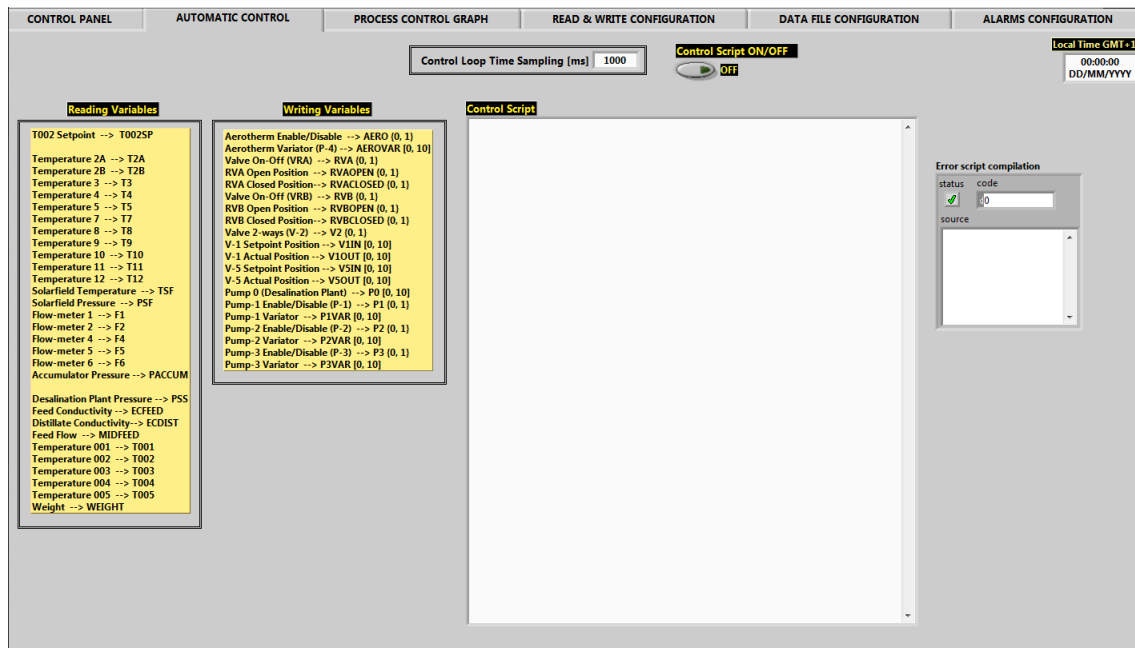 CONTROL PANEL
AUTOMATIC CONTROL
PROCESS CONTROL GRAPH
READ & WRITE CONFIGURATION
DATA FILE CONFIGURATION
ALARMS CONFIGURATION
Control Loop Time Sampling [ms] 1000
Control Script ON/OFF
OFF
Local Time GMT+1
00:00:00
DD/MM/YYYY
Reading Variables
T002 Setpoint --> T002SP
Temperature 2A --> T2A
Temperature 2B --> T2B
Temperature 3 --> T3
Temperature 4 --> T4
Temperature 5 --> T5
Temperature 7 --> T7
Temperature 8 --> T8
Temperature 9 --> T9
Temperature 10 --> T10
Temperature 11 --> T11
Temperature 12 --> T12
Solarfield Temperature --> TSF
Solarfield Pressure --> PSF
Flow-meter 1 --> F1
Flow-meter 2 --> F2
Flow-meter 4 --> F4
Flow-meter 5 --> F5
Flow-meter 6 --> F6
Accumulator Pressure --> PACCUM
Desalination Plant Pressure --> PSS
Feed Conductivity --> ECFEED
Distillate Conductivity--> ECDIST
Feed Flow --> MIDFEED
Temperature 001 --> T001
Temperature 002 --> T002
Temperature 003 --> T003
Temperature 004 --> T004
Temperature 005 --> T005
Weight --> WEIGHT
Writing Variables
Aerotherm Enable/Disable --> AERO {0, 1}
Aerotherm Variator (P-4) --> AEROVAR [0, 10]
Valve On-Off (VRA) --> RVA {0, 1}
RVA Open Position --> RVAOPEN {0, 1}
RVA Closed Position--> RVACLOSED {0, 1}
Valve On-Off (VRB) --> RVB {0, 1}
RVB Open Position --> RVBOPEN {0, 1}
RVB Closed Position--> RVBCLOSED {0, 1}
Valve 2-ways (V-2) --> V2 {0, 1}
V-1 Setpoint Position --> V1IN [0, 10]
V-1 Actual Position --> V1OUT [0, 10]
V-5 Setpoint Position --> V5IN [0, 10]
V-5 Actual Position --> V5OUT [0, 10]
Pump 0 (Desalination Plant) --> P0 [0, 10]
Pump-1 Enable/Disable (P-1) --> P1 {0, 1}
Pump-1 Variator --> P1VAR [0, 10]
Pump-2 Enable/Disable (P-2) --> P2 {0, 1}
Pump-2 Variator --> P2VAR [0, 10]
Pump-3 Enable/Disable (P-3) --> P3 {0, 1}
Pump-3 Variator --> P3VAR [0, 10]
Control Script
Error script compilation
status code
0
source